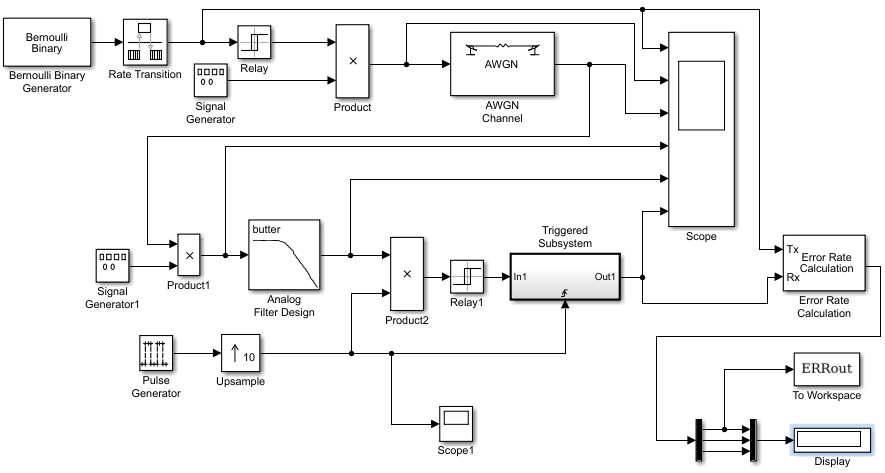 Bernoulli
Binary
Bernoulli Binary
Generator
Rate Transition
Relay
Signal
Generator
×
Product
AWGN
AWGN
Channel
Scope
Signal
Generator1
×
Product1
butter
Analog
Filter Design
×
Product2
Relay1
Triggered
Subsystem
In1
Out1
Tx
Rx
Error Rate
Calculation
Error Rate
Calculation
Pulse
Generator
10
Upsample
Scope1
ERRout
To Workspace
Display